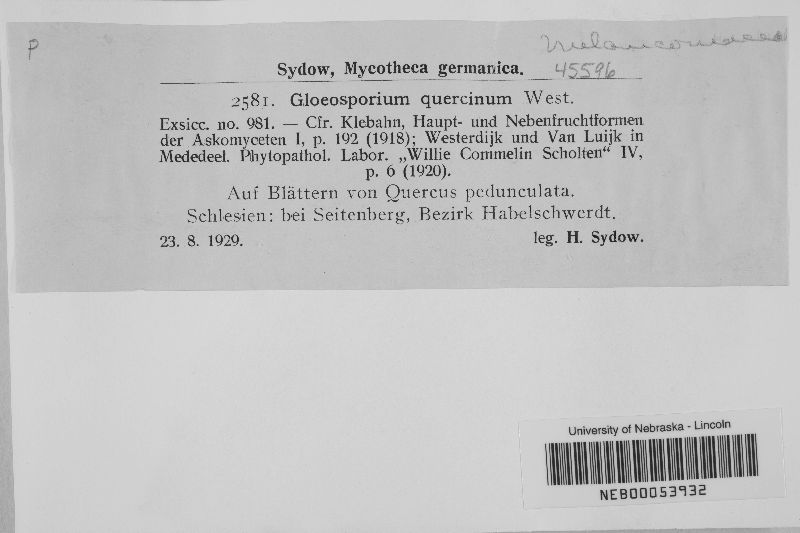 P
Melanconiaceae
Sydow, Mycotheca germanica. 45596
2581. Gloeosporium quercinum West.
Exsicc. no. 981. — Cfr. Klebahn, Haupt- und Nebenfruchtformen
der Askomyceten I, p. 192 (1918); Westerdijk und Van Luijk in
Mededeel. Phytopathol. Labor. „Willie Commelin Scholten“ IV,
p. 6 (1920).
Auf Blättern von Quercus pedunculata.
Schlesien: bei Seitenberg, Bezirk Habelschwerdt.
23. 8. 1929. leg. H. Sydow.
University of Nebraska - Lincoln
NEB00053932